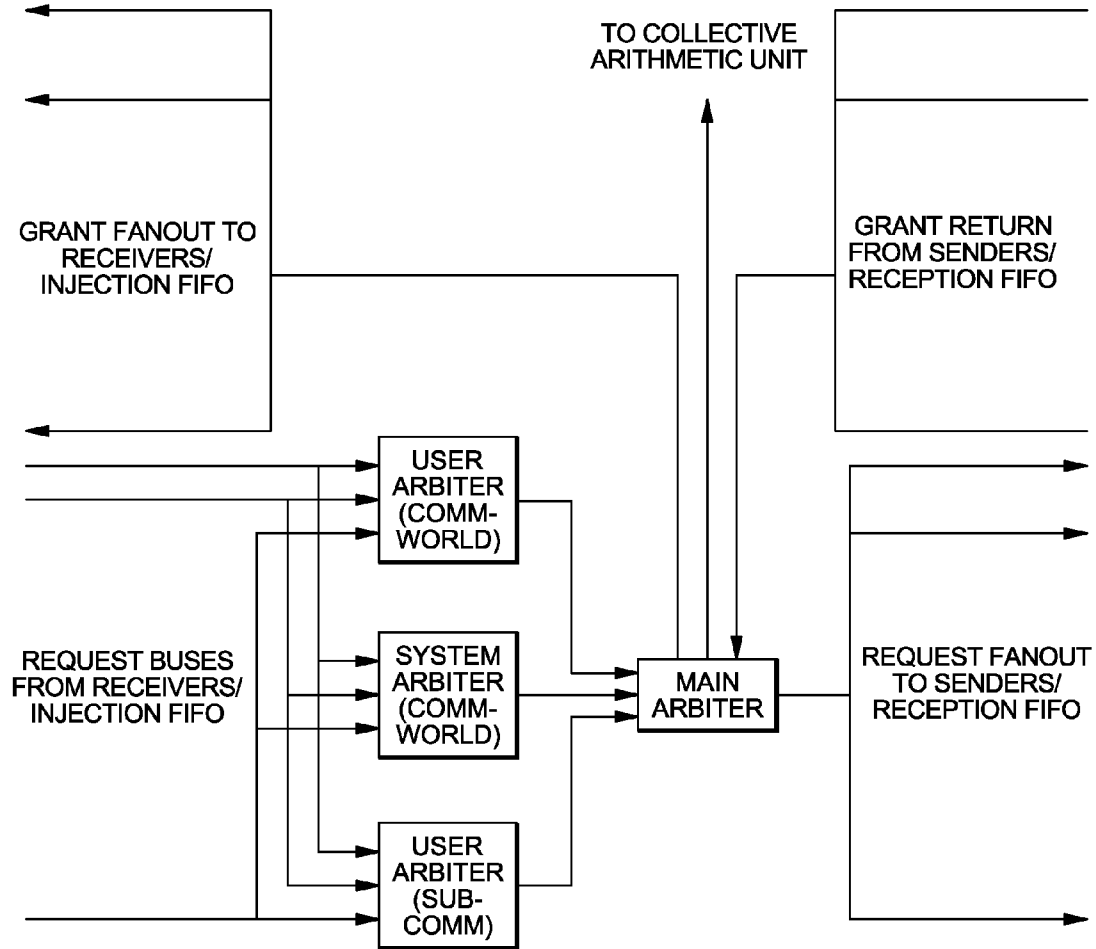 TO COLLECTIVE
ARITHMETIC UNIT
GRANT FANOUT TO
RECEIVERS/
INJECTION FIFO
GRANT RETURN
FROM SENDERS/
RECEPTION FIFO
USER
ARBITER
(COMM-
WORLD)
REQUEST BUSES
FROM RECEIVERS/
INJECTION FIFO
SYSTEM
ARBITER
(COMM-
WORLD)
MAIN
ARBITER
REQUEST FANOUT
TO SENDERS/
RECEPTION FIFO
USER
ARBITER
(SUB-
COMM)